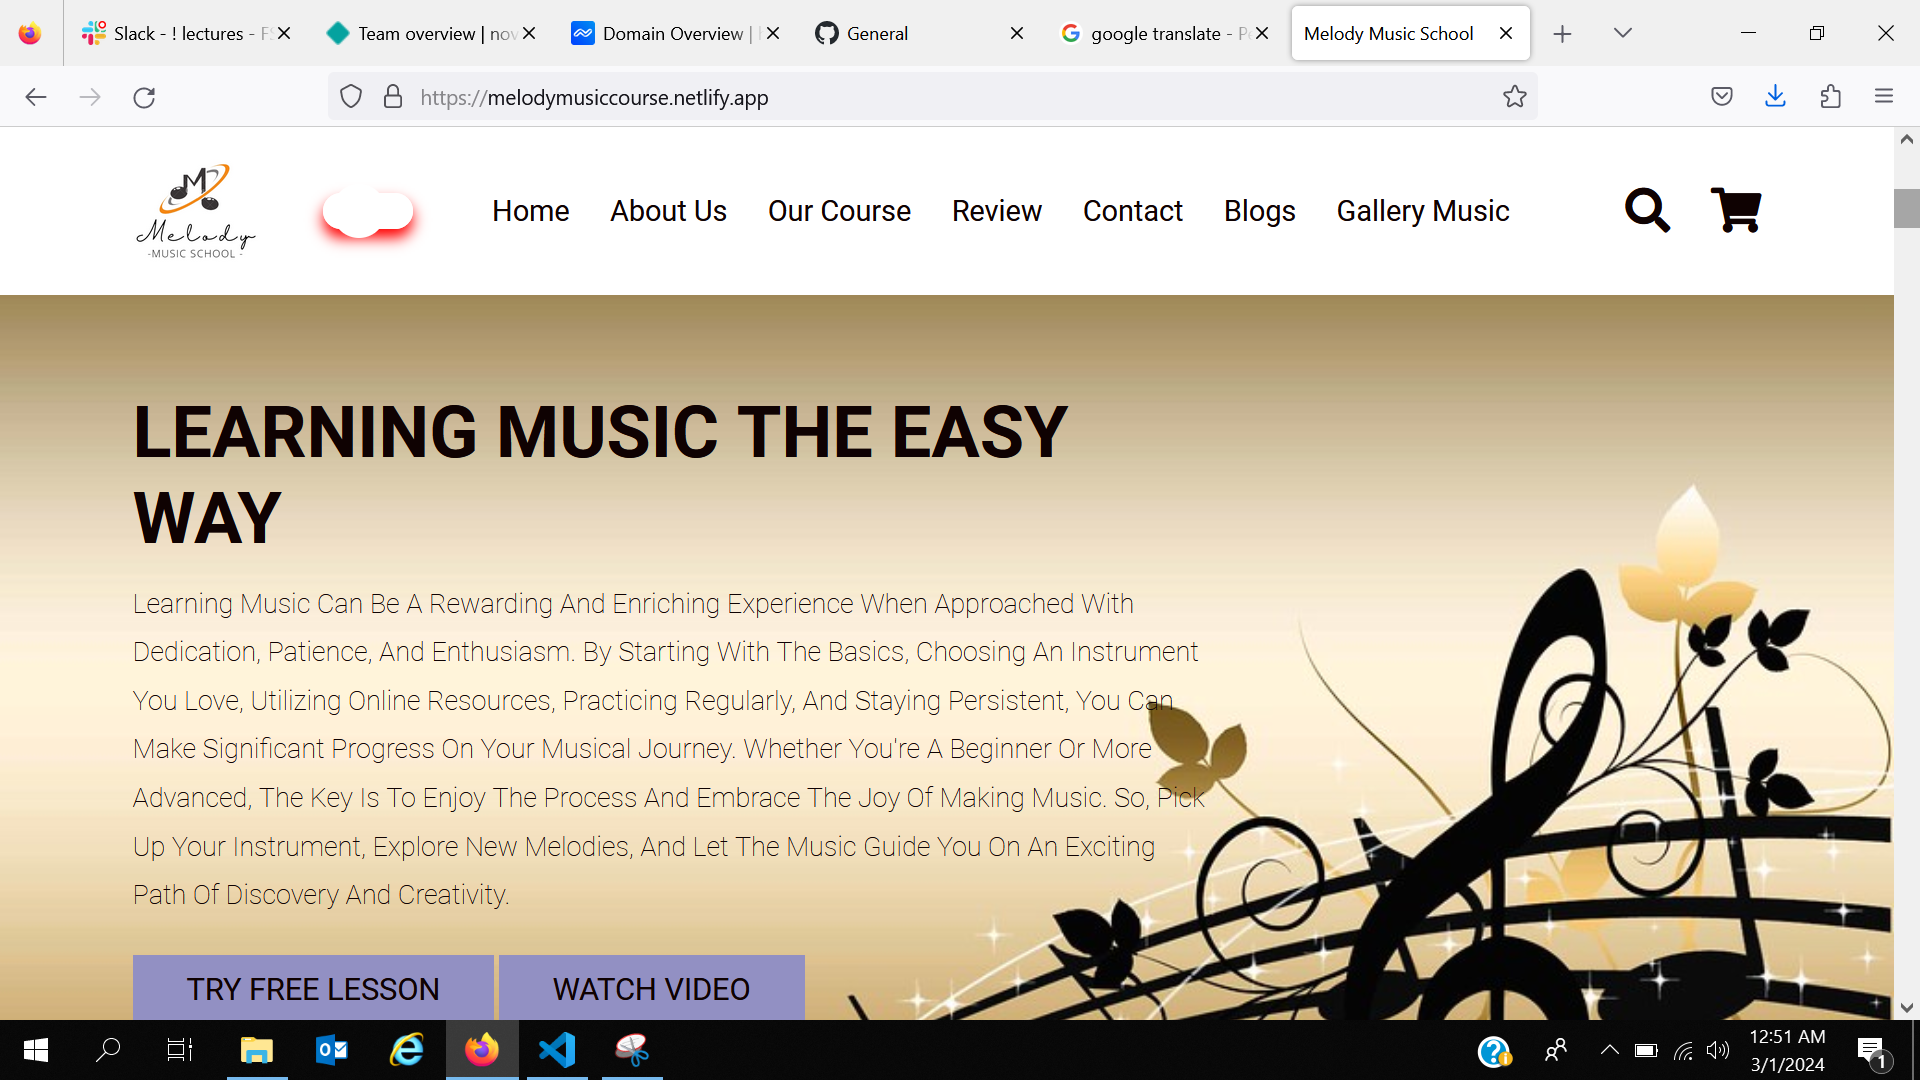 Slack - ! lectures - FS
Team overview | nov
Domain Overview |
General
google translate - Pe
Melody Music School
https://melodymusiccourse.netlify.app
M
Melody
-MUSIC SCHOOL -
Home
About Us
Our Course
Review
Contact
Blogs
Gallery Music
LEARNING MUSIC THE EASY
WAY
Learning Music Can Be A Rewarding And Enriching Experience When Approached With
Dedication, Patience, And Enthusiasm. By Starting With The Basics, Choosing An Instrument
You Love, Utilizing Online Resources, Practicing Regularly, And Staying Persistent, You Can
Make Significant Progress On Your Musical Journey. Whether You're A Beginner Or More
Advanced, The Key Is To Enjoy The Process And Embrace The Joy Of Making Music. So, Pick
Up Your Instrument, Explore New Melodies, And Let The Music Guide You On An Exciting
Path Of Discovery And Creativity.
TRY FREE LESSON
WATCH VIDEO
12:51 AM
3/1/2024
1